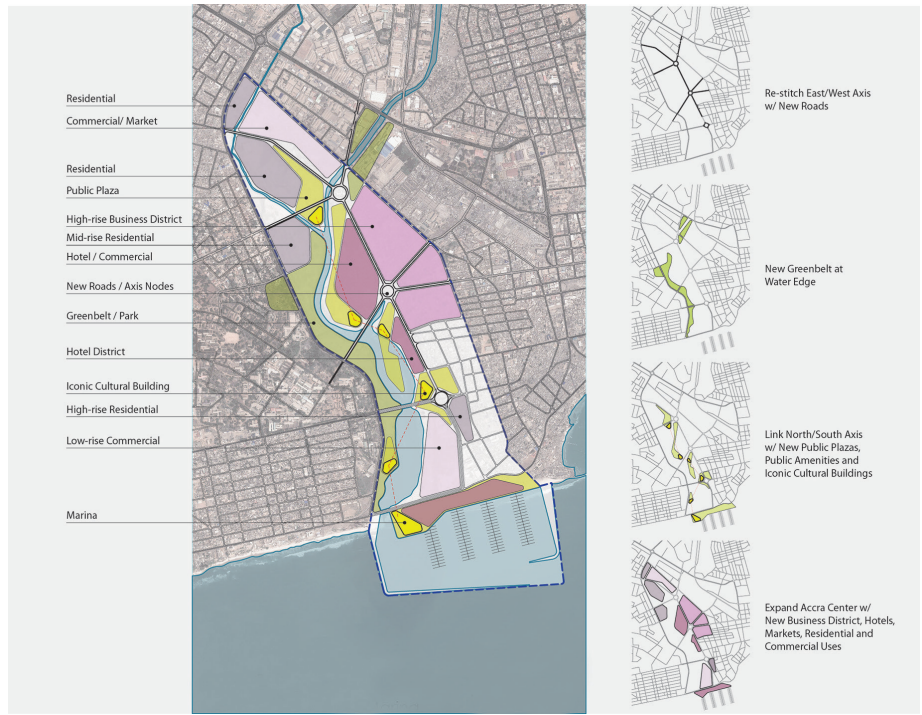 Residential
Commercial/ Market
Residential
Public Plaza
High-rise Business District
Mid-rise Residential
Hotel / Commercial
New Roads / Axis Nodes
Greenbelt / Park
Hotel District
Iconic Cultural Building
High-rise Residential
Low-rise Commercial
Marina
Re-stitch East/West Axis
w/ New Roads
New Greenbelt at
Water Edge
Link North/South Axis
w/ New Public Plazas,
Public Amenities and
Iconic Cultural Buildings
Expand Accra Center w/
New Business District, Hotels,
Markets, Residential and
Commercial Uses